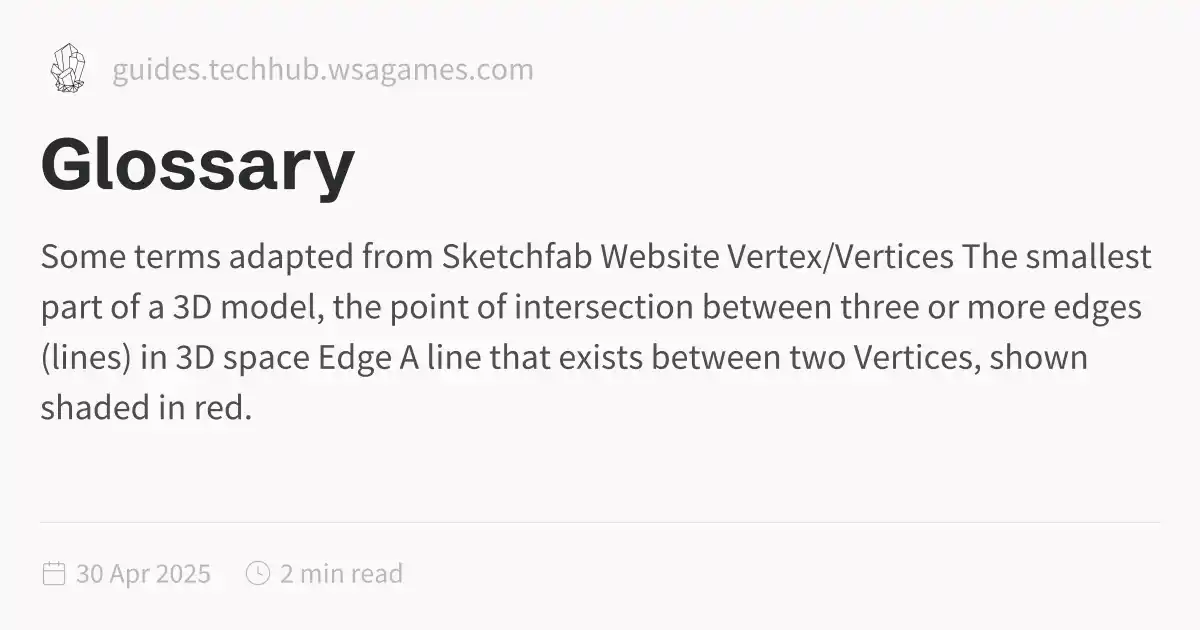 guides.techhub.wsagames.com
Glossary
Some terms adapted from Sketchfab Website Vertex/Vertices The smallest
part of a 3D model, the point of intersection between three or more edges
(lines) in 3D space Edge A line that exists between two Vertices, shown
shaded in red.
30 Apr 2025 2 min read